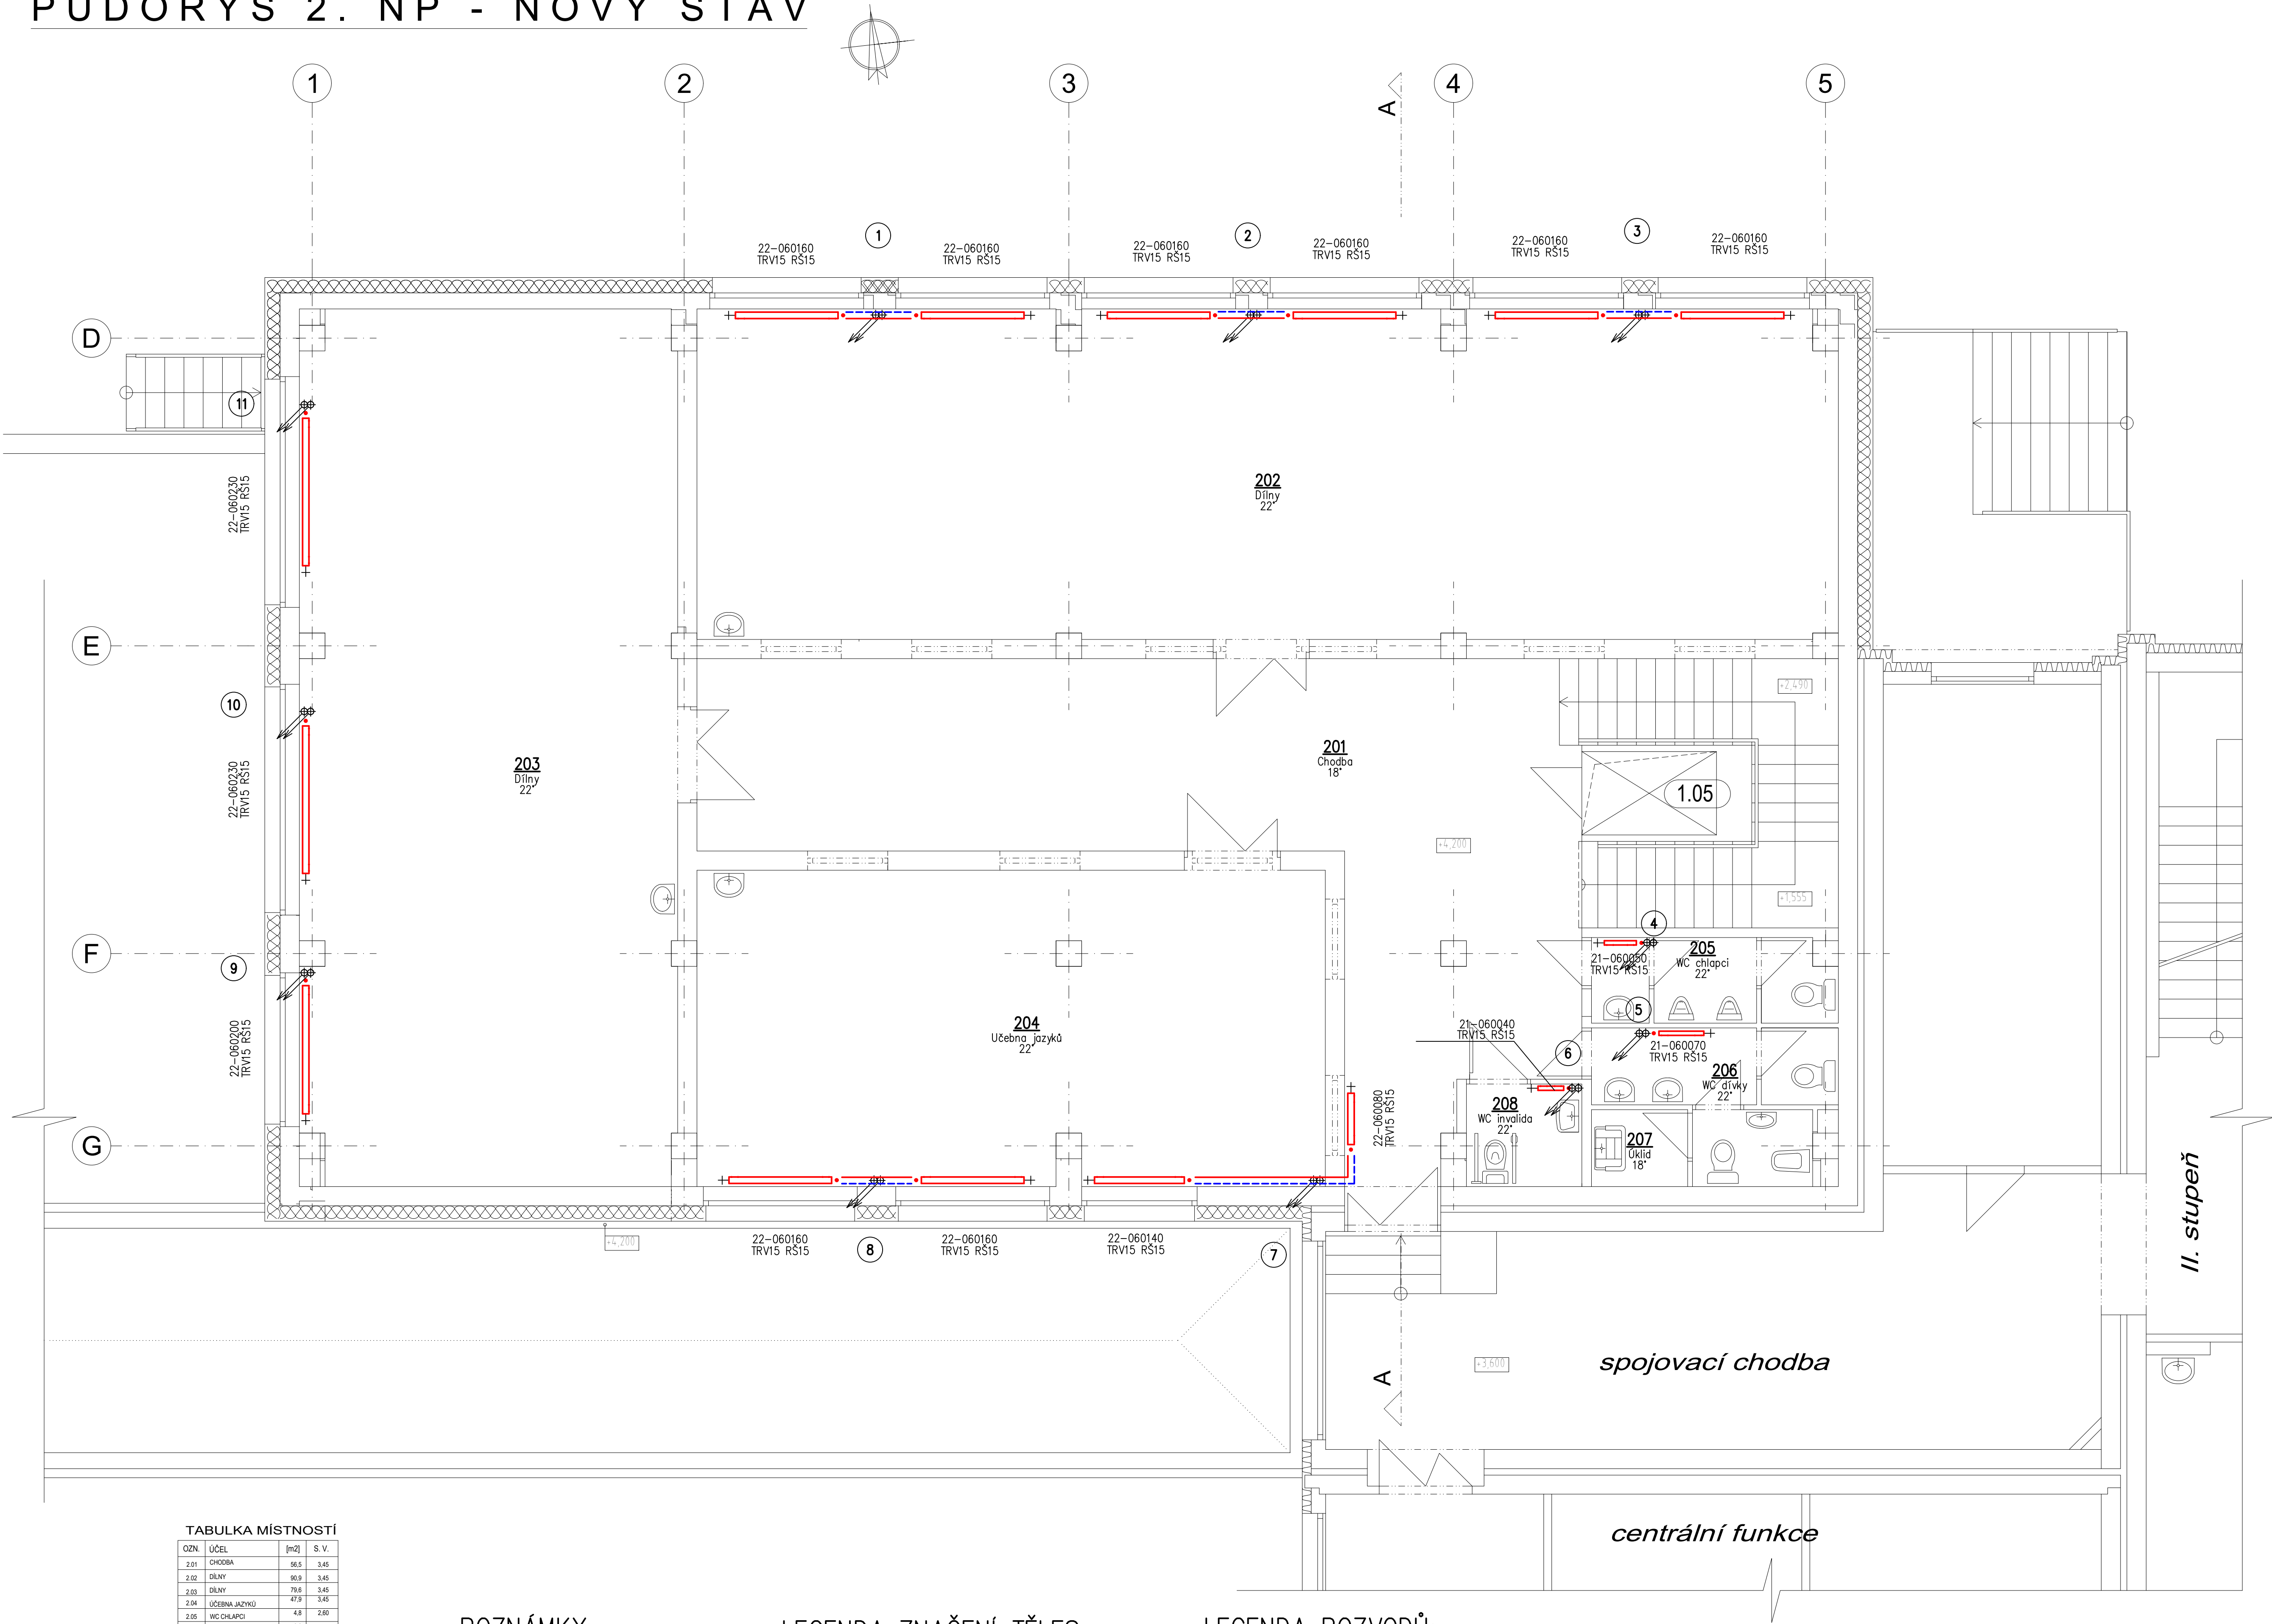 PŮDORYS 2. NP - NOVÝ STAV
1
2
3
4
5
A
1
2
3
22-060160
TRV15 RŠ15
22-060160
TRV15 RŠ15
22-060160
TRV15 RŠ15
22-060160
TRV15 RŠ15
22-060160
TRV15 RŠ15
22-060160
TRV15 RŠ15
D
11
22-060230
TRV15 RŠ15
202
Dílny
22°
E
+2,490
10
22-060230
TRV15 RŠ15
203
Dílny
22°
201
Chodba
18°
1.05
+4,200
+1,555
F
9
22-060200
TRV15 RŠ15
4
21-060050
TRV15 RŠ15
205
WC chlapci
22°
5
204
Učebna jazyků
22°
21-060040
TRV15 RŠ15
6
21-060070
TRV15 RŠ15
206
WC dívky
22°
22-060080
TRV15 RŠ15
208
WC invalida
22°
207
Úklid
18°
G
II. stupeň
+4,200
22-060160
TRV15 RŠ15
8
22-060160
TRV15 RŠ15
22-060140
TRV15 RŠ15
7
A
+3,600
spojovací chodba
centrální funkce
TABULKA MÍSTNOSTÍ
OZN. ÚČEL [m2] S. V.
2.01 CHODBA 56,5 3,45
2.02 DÍLNY 90,9 3,45
2.03 DÍLNY 79,6 3,45
2.04 ÚČEBNA JAZYKŮ 47,9 3,45
2.05 WC CHLAPCI 4,8 2,60
POZNÁMKY
LEGENDA ZNAČENÍ TĚLES
LEGENDA ROZVODŮ